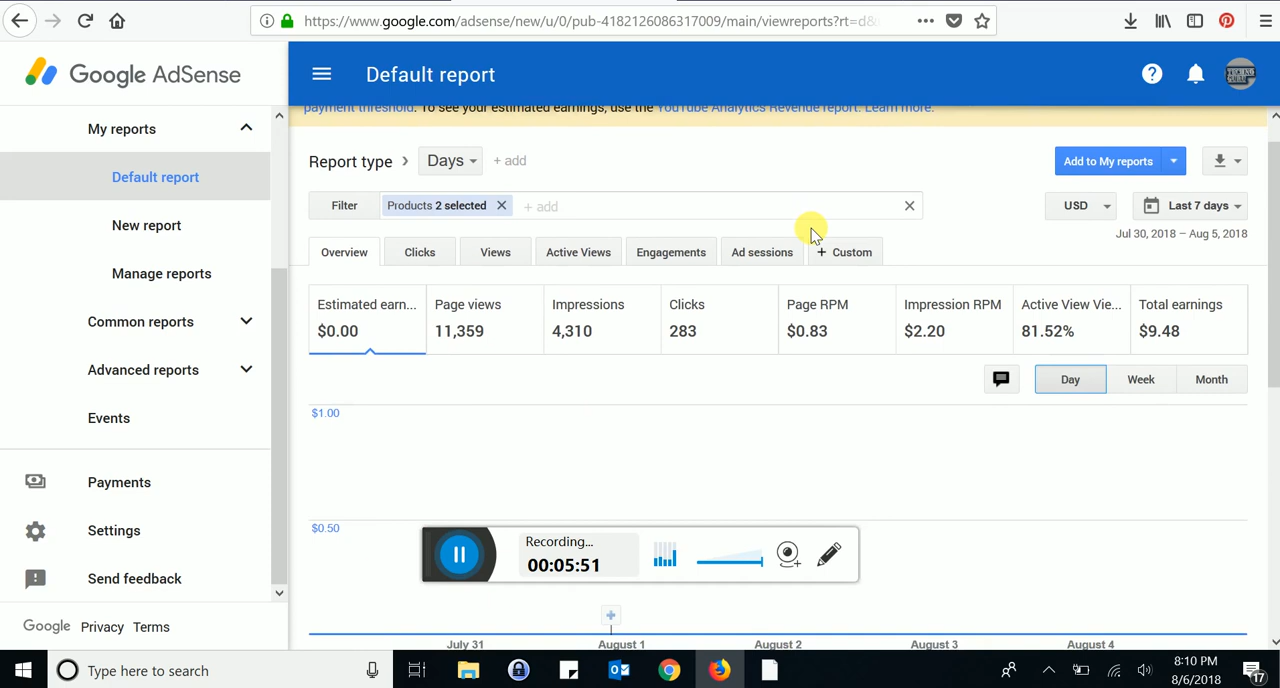 https://www.google.com/adsense/new/u/0/pub-4182126086317009/main/viewreports?rt=d&
Google AdSense
Default report
payment threshold. To see your estimated earnings, use the YouTube Analytics Revenue report. Learn more.
My reports
Default report
New report
Manage reports
Common reports
Advanced reports
Events
Payments
Settings
Send feedback
Google Privacy Terms
Report type › Days + add
Add to My reports
Filter Products 2 selected + add
USD Last 7 days
Jul 30, 2018 – Aug 5, 2018
Overview Clicks Views Active Views Engagements Ad sessions + Custom
Estimated earn... Page views Impressions Clicks Page RPM Impression RPM Active View Vie... Total earnings
$0.00 11,359 4,310 283 $0.83 $2.20 81.52% $9.48
Day Week Month
$1.00
$0.50
Recording...
00:05:51
July 31 August 1 August 2 August 3 August 4
Type here to search
8:10 PM
8/6/2018
17